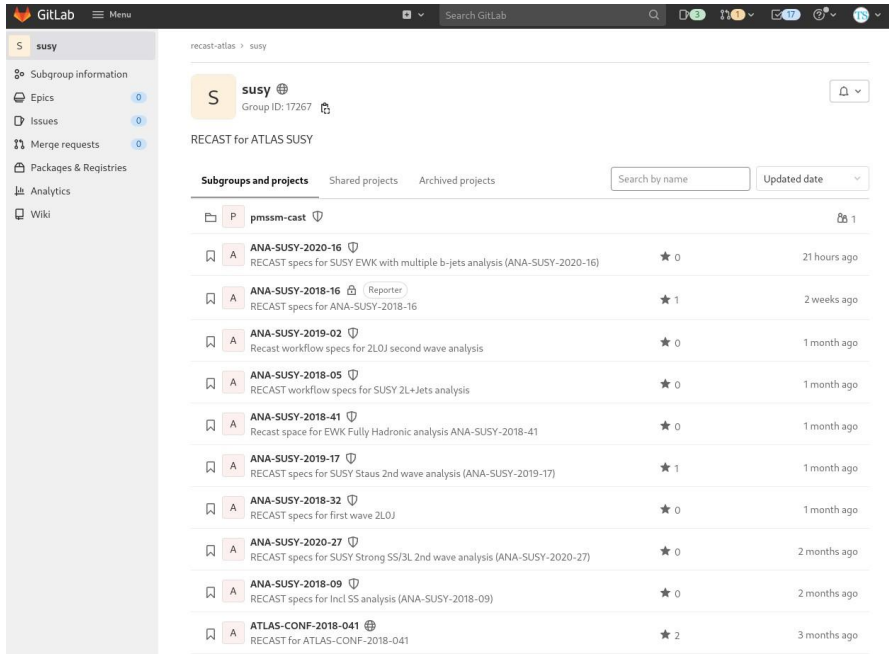 GitLab Menu Search GitLab 3 1 17 TS
S susy
Subgroup information
Epics 0
Issues 0
Merge requests 0
Packages & Registries
Analytics
Wiki
recast-atlas > susy
S
susy
Group ID: 17267
RECAST for ATLAS SUSY
Subgroups and projects Shared projects Archived projects Search by name Updated date
P pmssm-cast 1
A ANA-SUSY-2020-16
RECAST specs for SUSY EWK with multiple b-jets analysis (ANA-SUSY-2020-16) 0 21 hours ago
A ANA-SUSY-2018-16 Reporter
RECAST specs for ANA-SUSY-2018-16 1 2 weeks ago
A ANA-SUSY-2019-02
Recast workflow specs for 2L0J second wave analysis 0 1 month ago
A ANA-SUSY-2018-05
RECAST workflow specs for SUSY 2L+Jets analysis 0 1 month ago
A ANA-SUSY-2018-41
Recast space for EWK Fully Hadronic analysis ANA-SUSY-2018-41 0 1 month ago
A ANA-SUSY-2019-17
RECAST specs for SUSY Staus 2nd wave analysis (ANA-SUSY-2019-17) 1 1 month ago
A ANA-SUSY-2018-32
RECAST specs for first wave 2L0J 0 1 month ago
A ANA-SUSY-2020-27
RECAST specs for SUSY Strong SS/3L 2nd wave analysis (ANA-SUSY-2020-27) 0 2 months ago
A ANA-SUSY-2018-09
RECAST specs for Incl SS analysis (ANA-SUSY-2018-09) 0 2 months ago
A ATLAS-CONF-2018-041
RECAST for ATLAS-CONF-2018-041 2 3 months ago